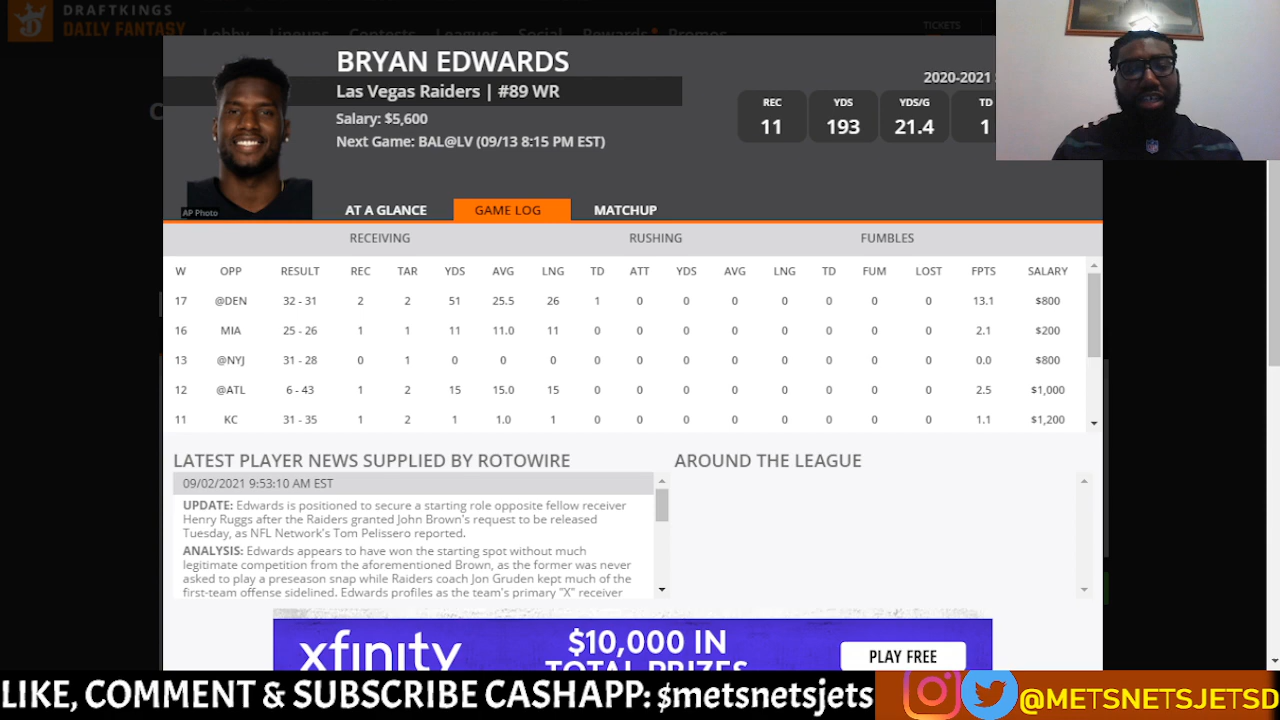 DRAFTKINGS
DAILY FANTASY
Lobby Lineups Contests Leagues Social Rewards Promos
TICKETS
BRYAN EDWARDS
Las Vegas Raiders | #89 WR
Salary: $5,600
Next Game: BAL@LV (09/13 8:15 PM EST)
2020-2021
REC YDS YDS/G TD
11 193 21.4 1
AP Photo
AT A GLANCE GAME LOG MATCHUP
RECEIVING RUSHING FUMBLES
W OPP RESULT REC TAR YDS AVG LNG TD ATT YDS AVG LNG TD FUM LOST FPTS SALARY
17 @DEN 32 - 31 2 2 51 25.5 26 1 0 0 0 0 0 0 0 13.1 $800
16 MIA 25 - 26 1 1 11 11.0 11 0 0 0 0 0 0 0 0 2.1 $200
13 @NYJ 31 - 28 0 1 0 0 0 0 0 0 0 0 0 0 0 0.0 $800
12 @ATL 6 - 43 1 2 15 15.0 15 0 0 0 0 0 0 0 0 2.5 $1,000
11 KC 31 - 35 1 2 1 1.0 1 0 0 0 0 0 0 0 0 1.1 $1,200
LATEST PLAYER NEWS SUPPLIED BY ROTOWIRE
AROUND THE LEAGUE
09/02/2021 9:53:10 AM EST
UPDATE: Edwards is positioned to secure a starting role opposite fellow receiver
Henry Ruggs after the Raiders granted John Brown's request to be released
Tuesday, as NFL Network's Tom Pelissero reported.
ANALYSIS: Edwards appears to have won the starting spot without much
legitimate competition from the aforementioned Brown, as the former was never
asked to play a preseason snap while Raiders coach Jon Gruden kept much of the
first-team offense sidelined. Edwards profiles as the team's primary "X" receiver
xfinity
$10,000 IN
TOTAL PRIZES
PLAY FREE
LIKE, COMMENT & SUBSCRIBE CASHAPP: $metsnetsjets
@METSNETSJETSD